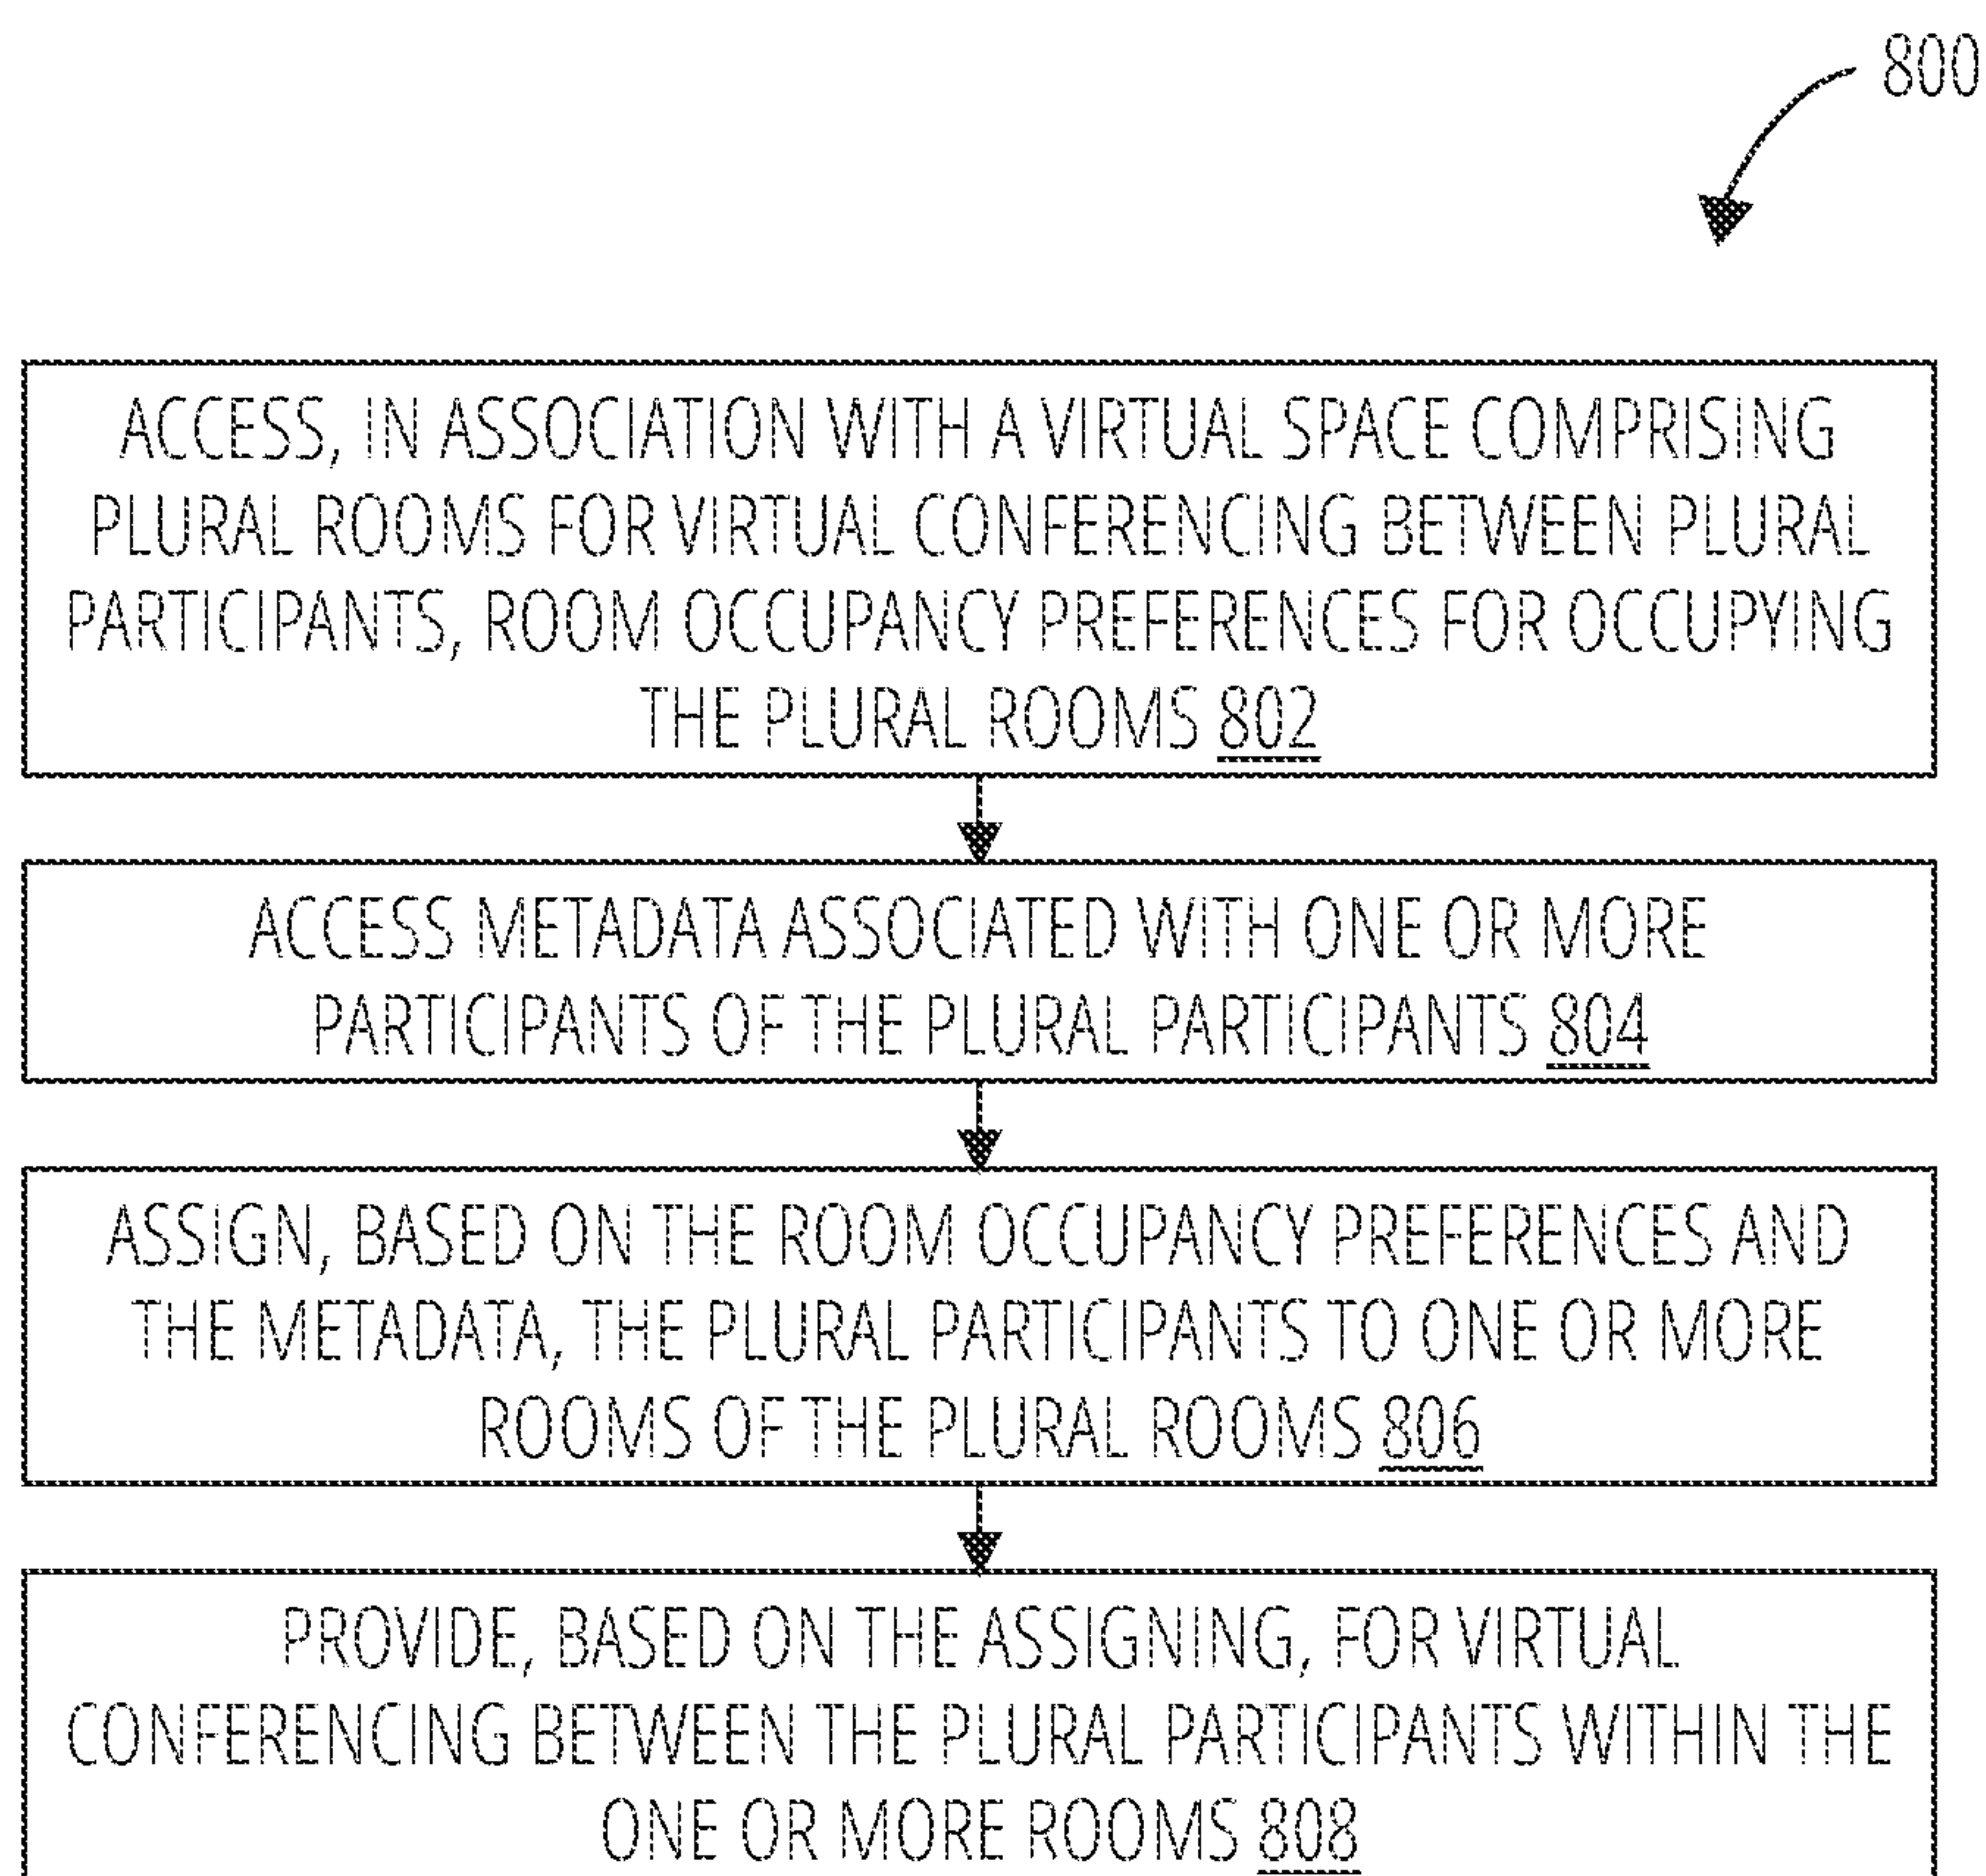 800
ACCESS, IN ASSOCIATION WITH A VIRTUAL SPACE COMPRISING
PLURAL ROOMS FOR VIRTUAL CONFERENCING BETWEEN PLURAL
PARTICIPANTS, ROOM OCCUPANCY PREFERENCES FOR OCCUPYING
THE PLURAL ROOMS 802
ACCESS METADATA ASSOCIATED WITH ONE OR MORE
PARTICIPANTS OF THE PLURAL PARTICIPANTS 804
ASSIGN, BASED ON THE ROOM OCCUPANCY PREFERENCES AND
THE METADATA, THE PLURAL PARTICIPANTS TO ONE OR MORE
ROOMS OF THE PLURAL ROOMS 806
PROVIDE, BASED ON THE ASSIGNING, FOR VIRTUAL
CONFERENCING BETWEEN THE PLURAL PARTICIPANTS WITHIN THE
ONE OR MORE ROOMS 808